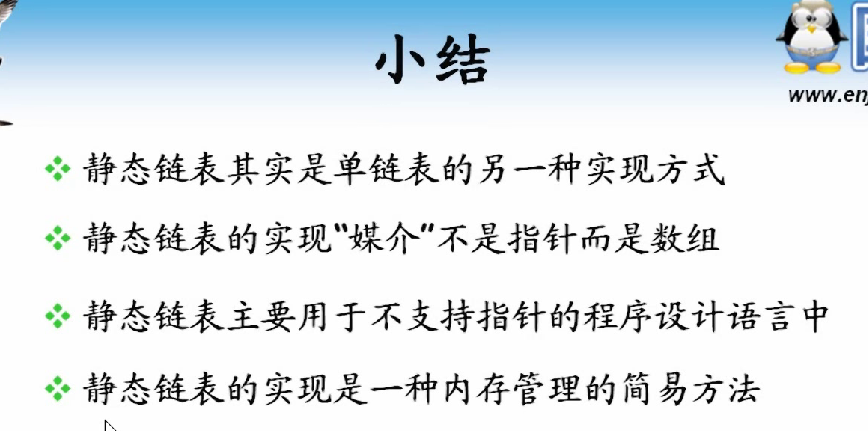 小结
www.en
静态链表其实是单链表的另一种实现方式
静态链表的实现“媒介”不是指针而是数组
静态链表主要用于不支持指针的程序设计语言中
静态链表的实现是一种内存管理的简易方法